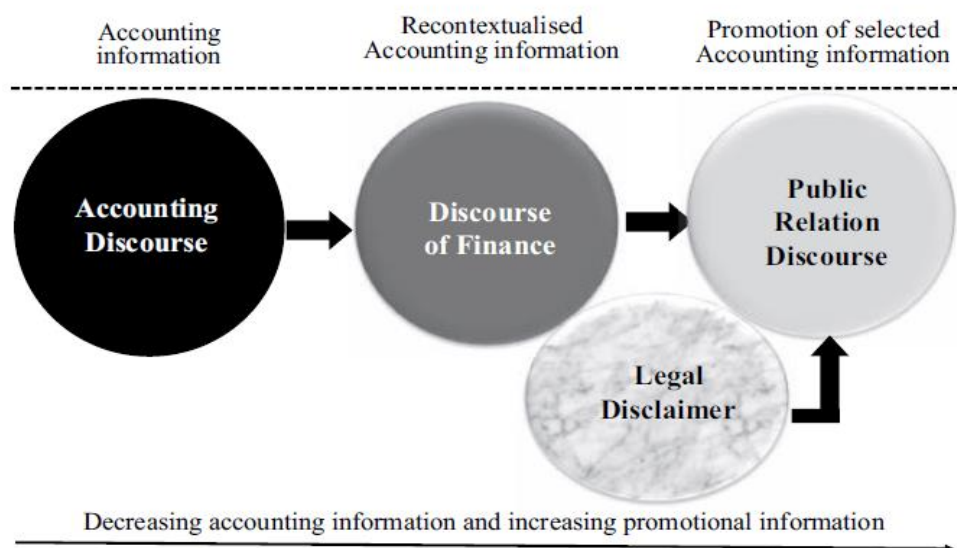 Accounting
information
Recontextualised
Accounting information
Promotion of selected
Accounting information
Accounting
Discourse
Discourse
of Finance
Public
Relation
Discourse
Legal
Disclaimer
Decreasing accounting information and increasing promotional information